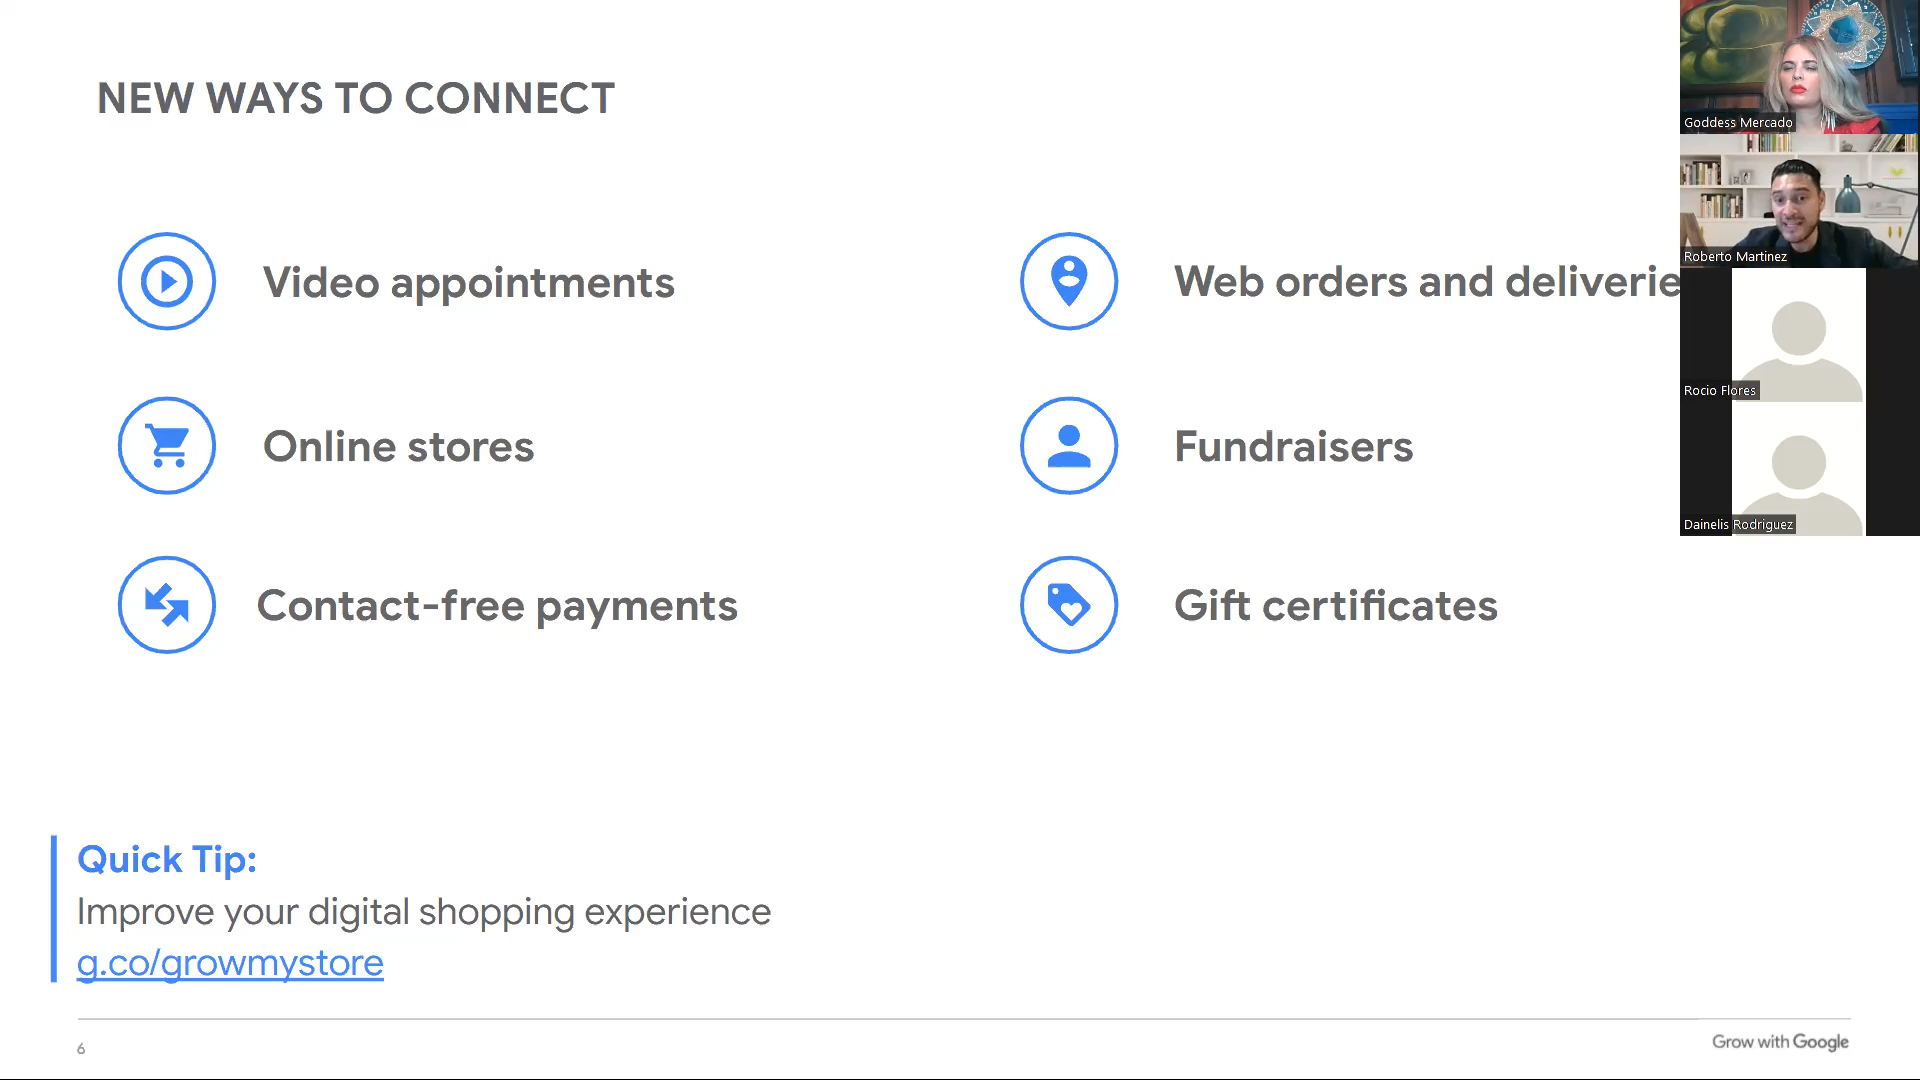 NEW WAYS TO CONNECT
Video appointments
Web orders and deliverie
Online stores
Fundraisers
Contact-free payments
Gift certificates
Quick Tip:
Improve your digital shopping experience
g.co/growmystore
6
Grow with Google
Goddess Mercado
Roberto Martinez
Rocio Flores
Dainelis Rodriguez